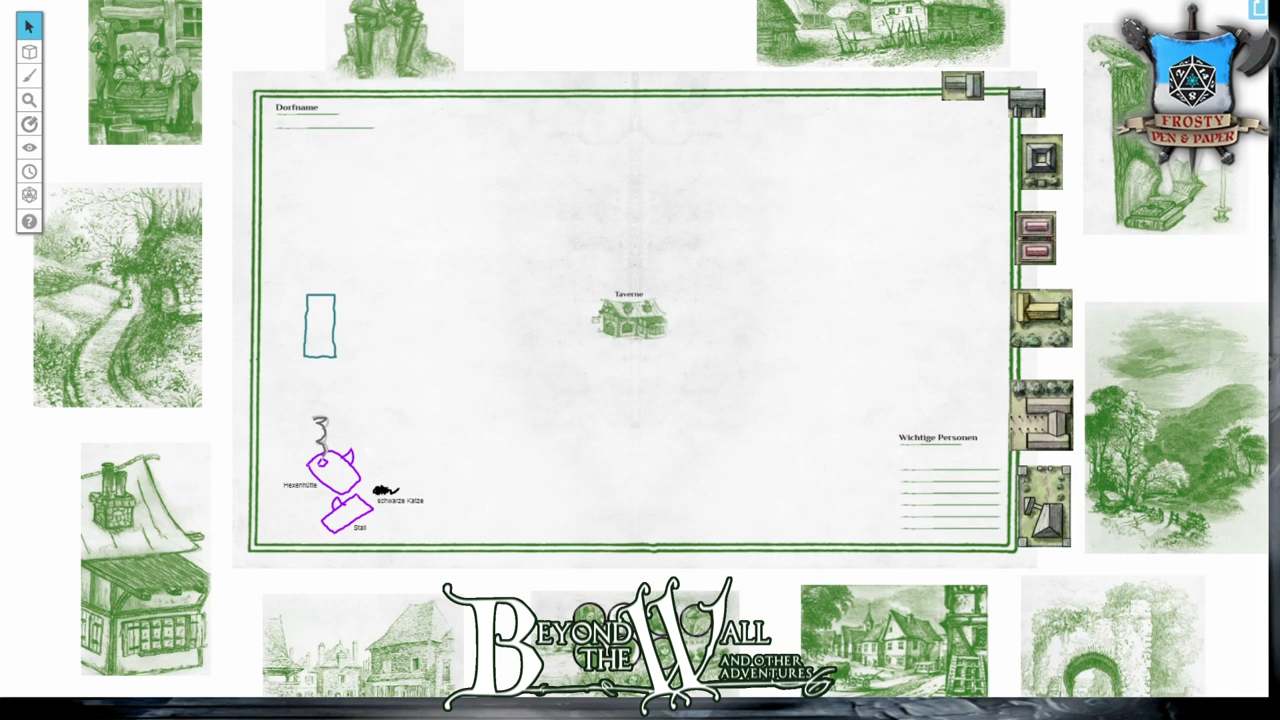 Dorfname
FROSTY
PEN & PAPER
Taverne
Wichtige Personen
Hexenhütte
schwarze Katze
Stall
BEYOND
THE WALL
AND OTHER
ADVENTURES
?